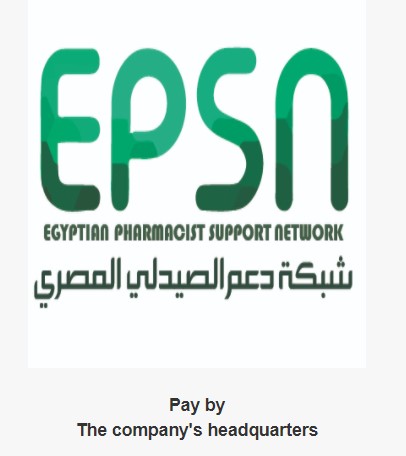 EPSN
EGYPTIAN PHARMACIST SUPPORT NETWORK
شبكة دعم الصيدلي المصري
Pay by
The company's headquarters